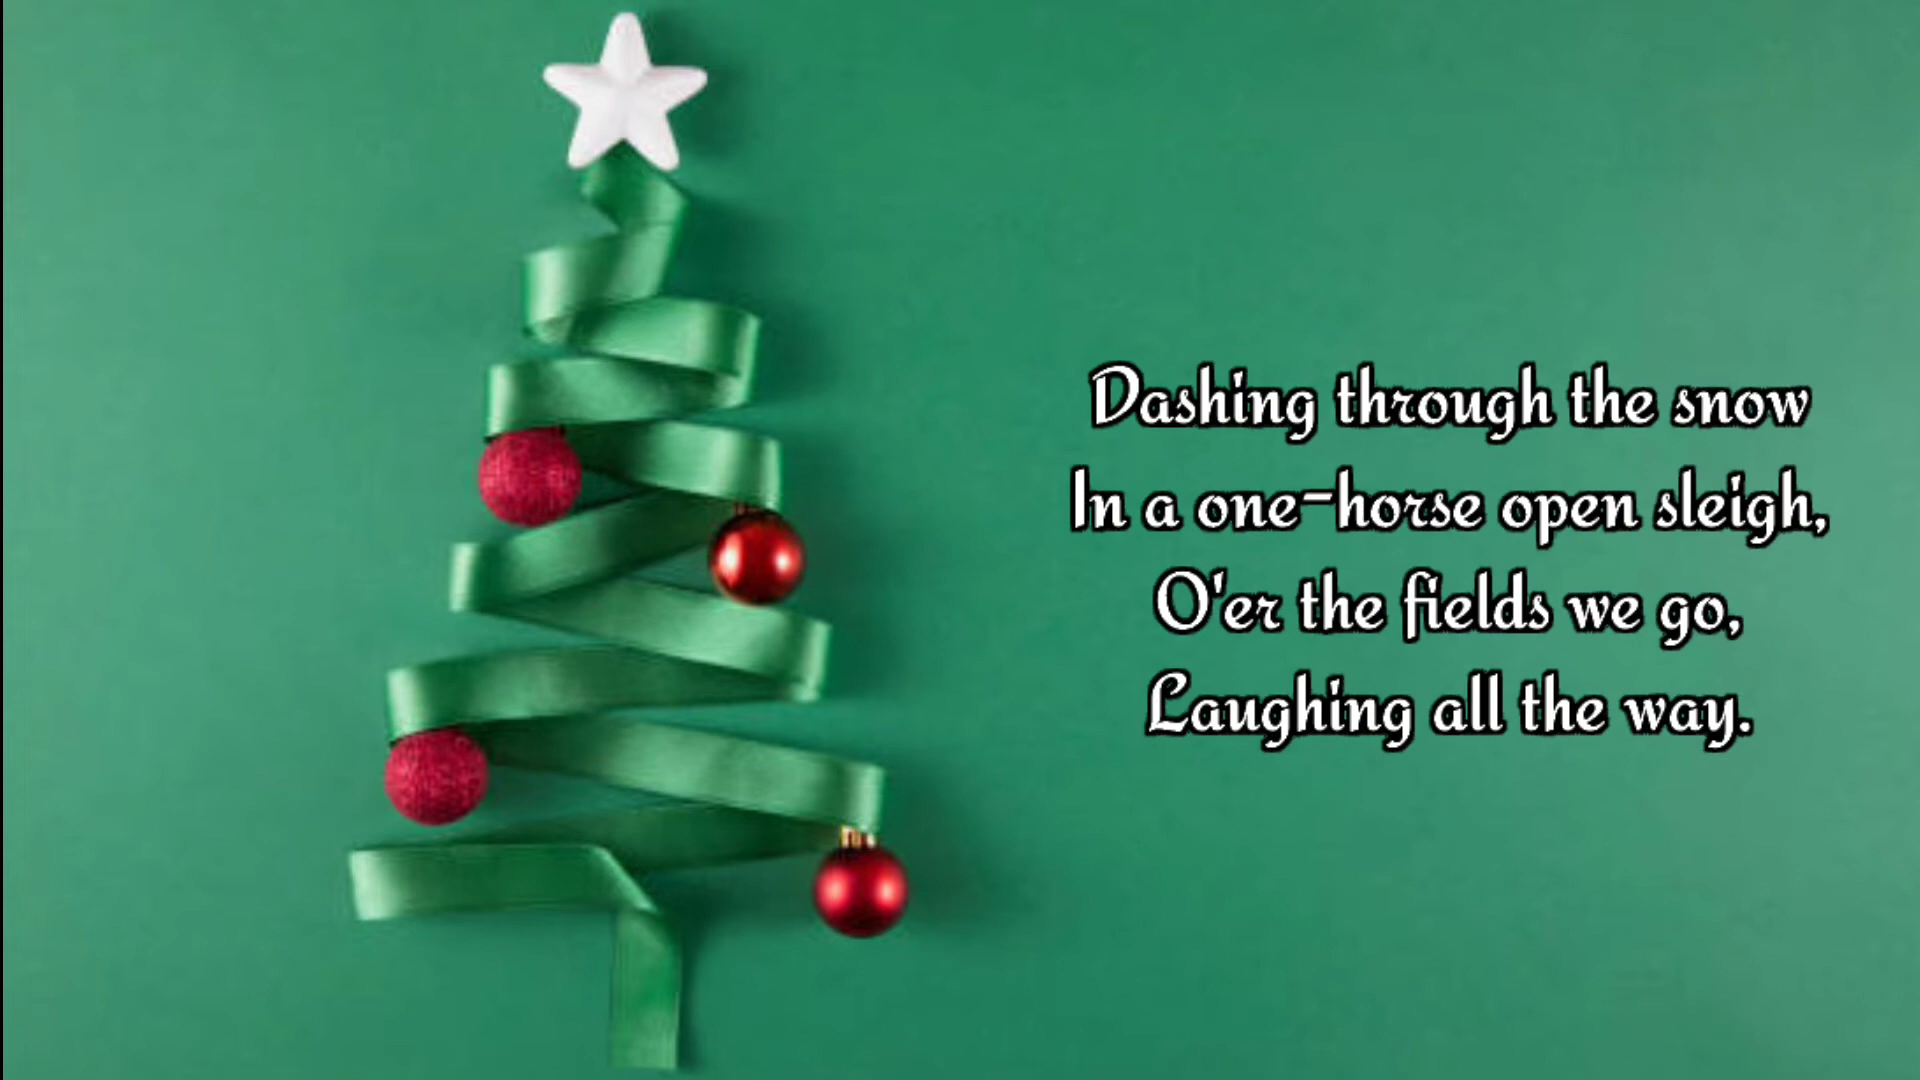 Dashing through the snow
In a one-horse open sleigh,
O'er the fields we go,
Laughing all the way.